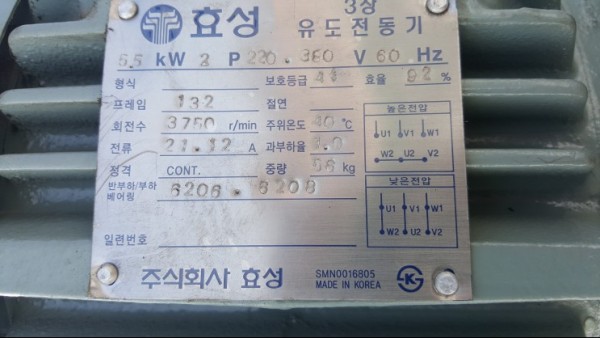 효성 3상
유도전동기
5.5 kW 2 P 220 . 380 V 60 Hz
형식 보호등급 44 효율 92 %
프레임 132 절연
회전수 r/min 주위온도 40 ℃
전류 21.12 A 과부하율 1.0
정격 CONT. 중량 kg
반부하/부하 6206 - 6208
베어링
일련번호
높은전압
U1 V1 W1
W2 U2 V2
낮은전압
U1 V1 W1
W2 U2 V2
주식회사 효성
SMN0016805
MADE IN KOREA